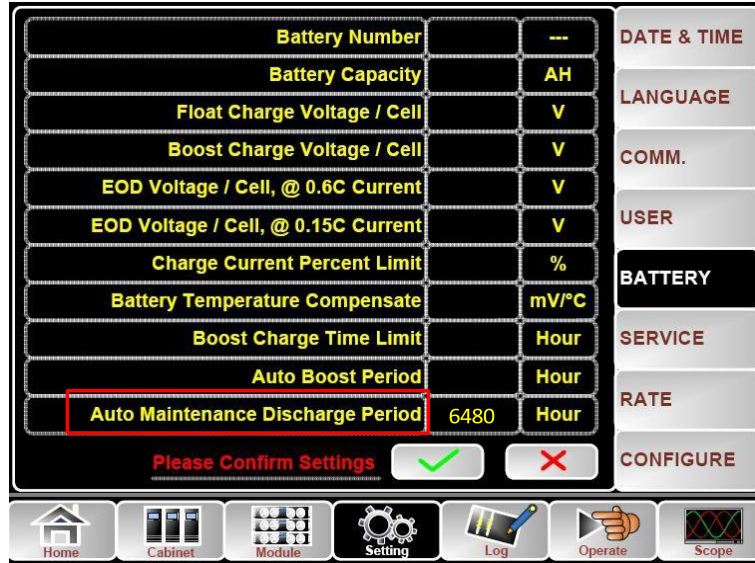 Battery Number --- DATE & TIME
Battery Capacity AH
Float Charge Voltage / Cell V LANGUAGE
Boost Charge Voltage / Cell V COMM.
EOD Voltage / Cell, @ 0.6C Current V
EOD Voltage / Cell, @ 0.15C Current V USER
Charge Current Percent Limit % BATTERY
Battery Temperature Compensate mV/°C
Boost Charge Time Limit Hour SERVICE
Auto Boost Period Hour
Auto Maintenance Discharge Period 6480 Hour RATE
Please Confirm Settings CONFIGURE
Home Cabinet Module Setting Log Operate Scope